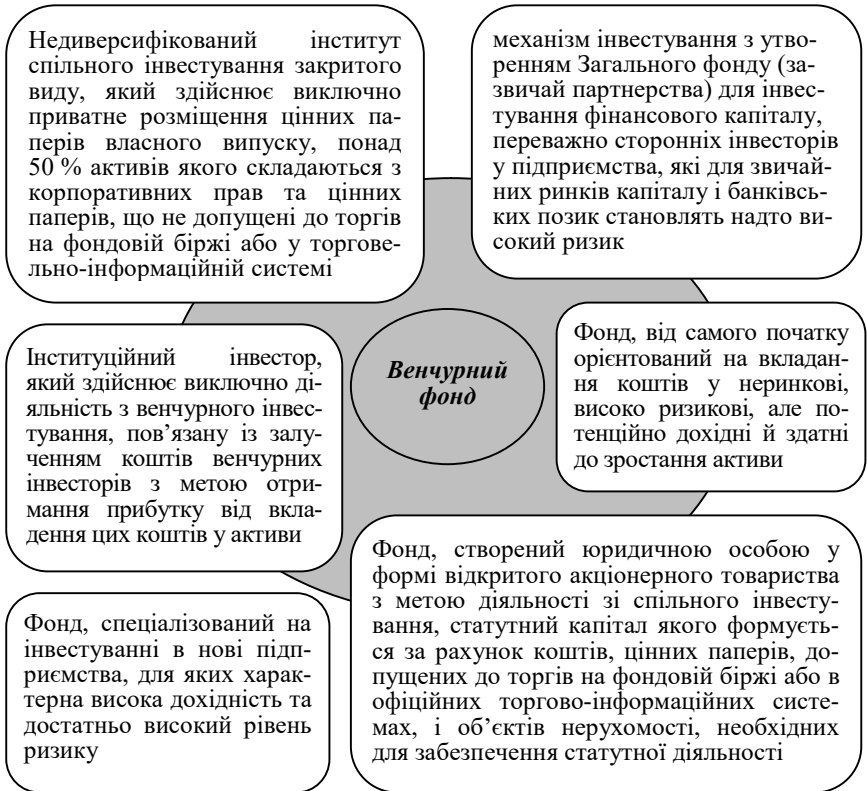 Недиверсифікований інститут
спільного інвестування закритого
виду, який здійснює виключно
приватне розміщення цінних па-
перів власного випуску, понад
50 % активів якого складаються з
корпоративних прав та цінних
паперів, що не допущені до торгів
на фондовій біржі або у торгове-
льно-інформаційній системі
механізм інвестування з утво-
ренням Загального фонду (за-
звичай партнерства) для інвес-
тування фінансового капіталу,
переважно сторонніх інвесторів
у підприємства, які для звичай-
них ринків капіталу і банківсь-
ких позик становлять надто ви-
сокий ризик
Інституційний інвестор,
який здійснює виключно ді-
яльність з венчурного інвес-
тування, пов’язану із залу-
ченням коштів венчурних
інвесторів з метою отри-
мання прибутку від вкла-
дення цих коштів у активи
Венчурний
фонд
Фонд, від самого початку
орієнтований на вкладан-
ня коштів у неринкові,
високо ризикові, але по-
тенційно дохідні й здатні
до зростання активи
Фонд, спеціалізований на
інвестуванні в нові підп-
риємства, для яких харак-
терна висока дохідність та
достатньо високий рівень
ризику
Фонд, створений юридичною особою у
формі відкритого акціонерного товариства
з метою діяльності зі спільного інвесту-
вання, статутний капітал якого формуєть-
ся за рахунок коштів, цінних паперів, до-
пущених до торгів на фондовій біржі або в
офіційних торгово-інформаційних систе-
мах, і об’єктів нерухомості, необхідних
для забезпечення статутної діяльності